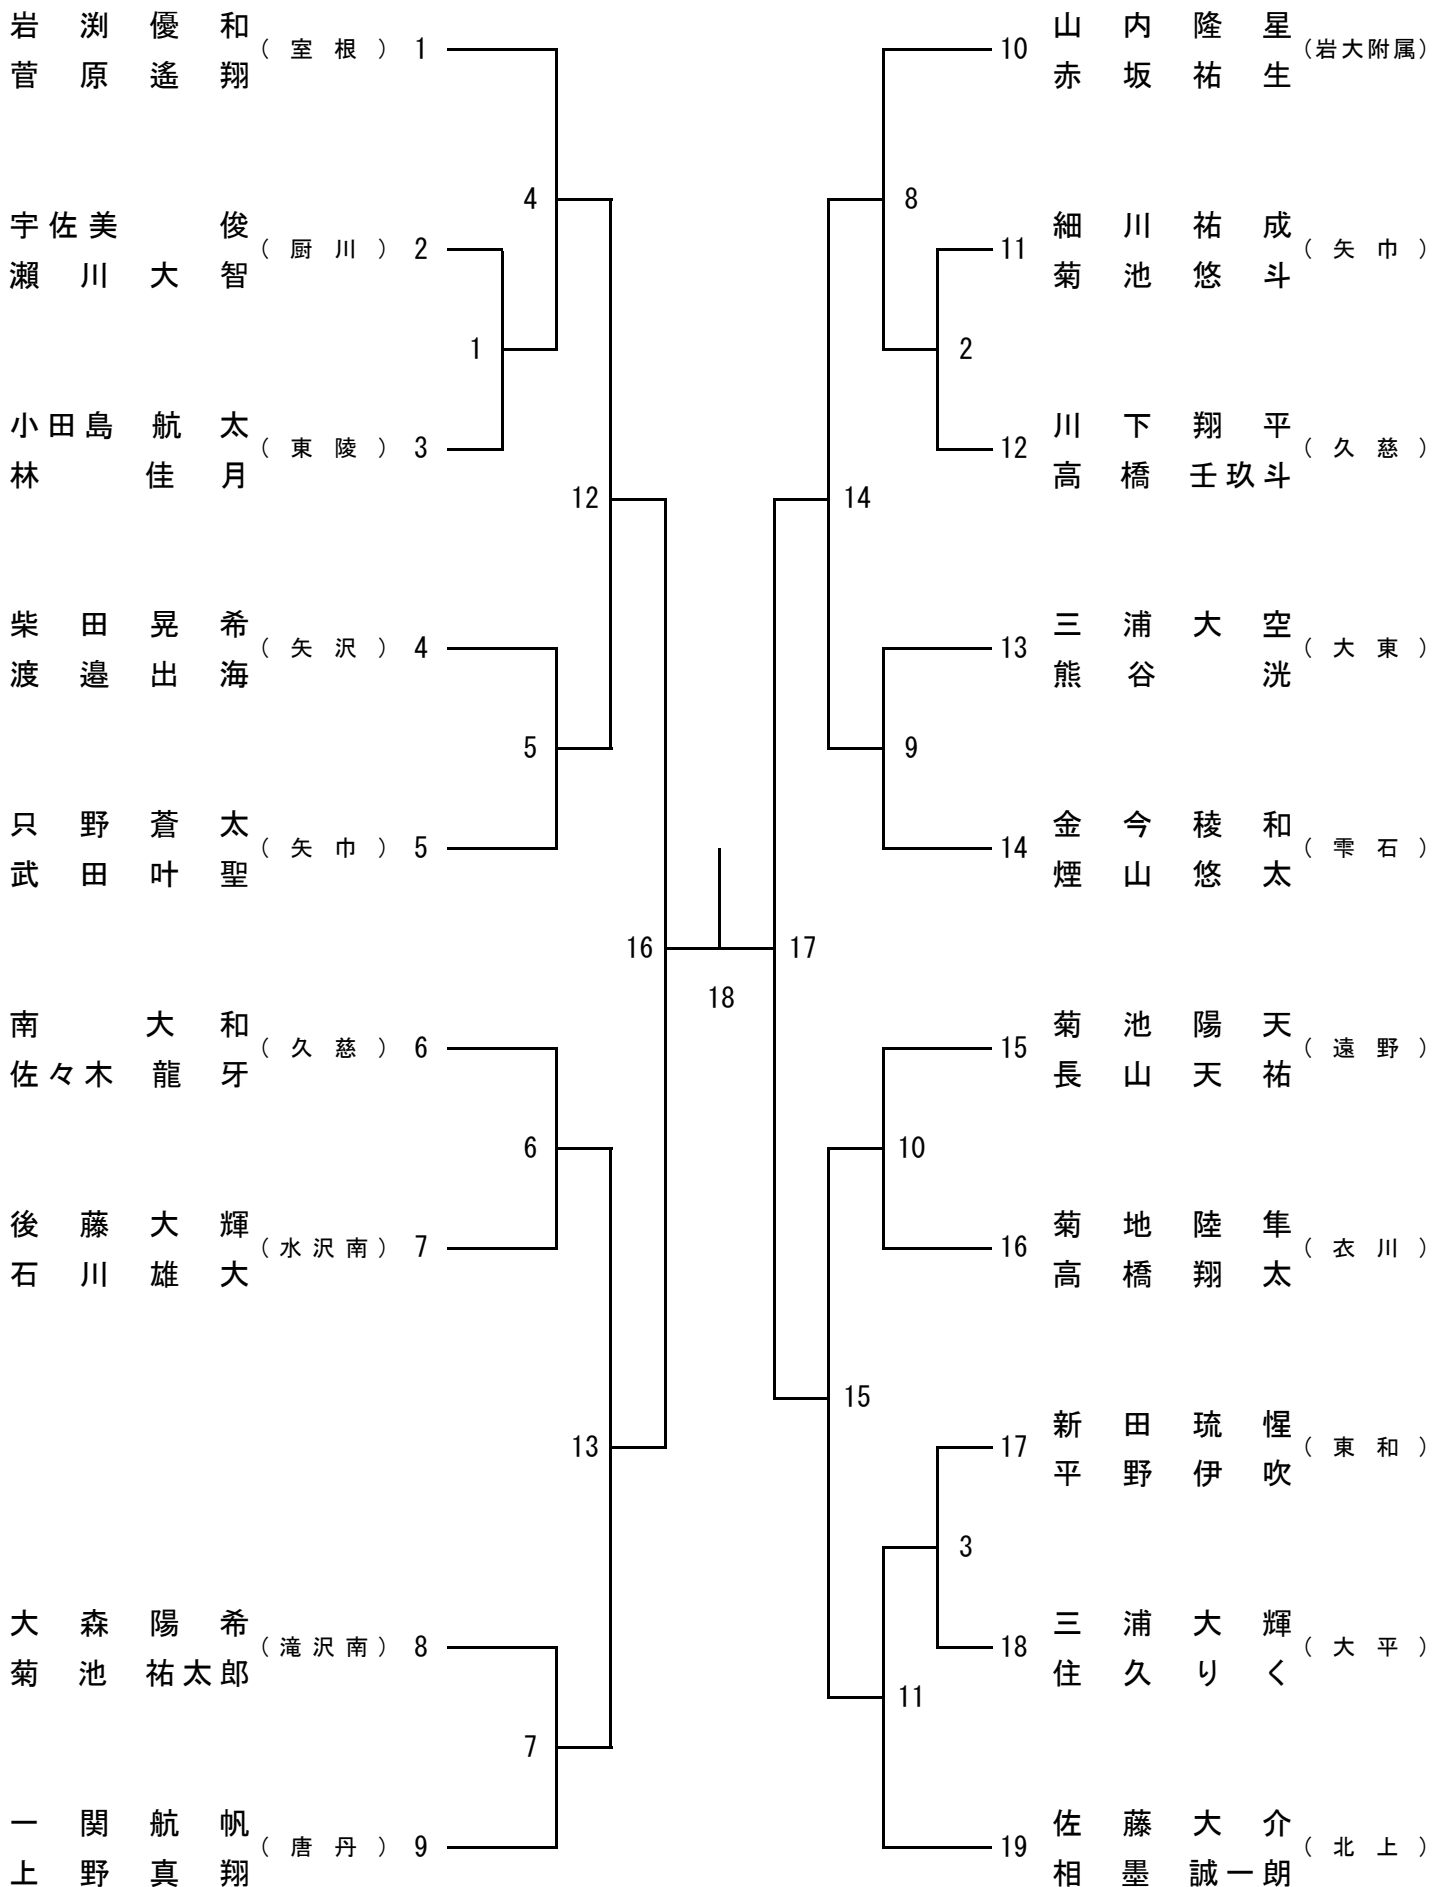 岩渕優和
菅原遙翔
（室根） 1
宇佐美俊
瀨川大智
（厨川） 2
小田島航太
林佳月
（東陵） 3
柴田晃希
渡邉出海
（矢沢） 4
只野蒼太
武田叶聖
（矢巾） 5
南大和
佐々木龍牙
（久慈） 6
後藤大輝
石川雄大
（水沢南） 7
大森陽希
菊池祐太郎
（滝沢南） 8
一関航帆
上野真翔
（唐丹） 9
4
1
12
5
16
6
13
7
18
8
2
14
9
17
10
15
3
11
10 山内隆星
赤坂祐生
（岩大附属）
11 細川祐成
菊池悠斗
（矢巾）
12 川下翔平
高橋壬玖斗
（久慈）
13 三浦大空
熊谷洸
（大東）
14 金今稜和
煙山悠太
（雫石）
15 菊池陽天
長山天祐
（遠野）
16 菊地陸隼
高橋翔太
（衣川）
17 新田琉惺
平野伊吹
（東和）
18 三浦大輝
住久りく
（大平）
19 佐藤大介
相墨誠一朗
（北上）